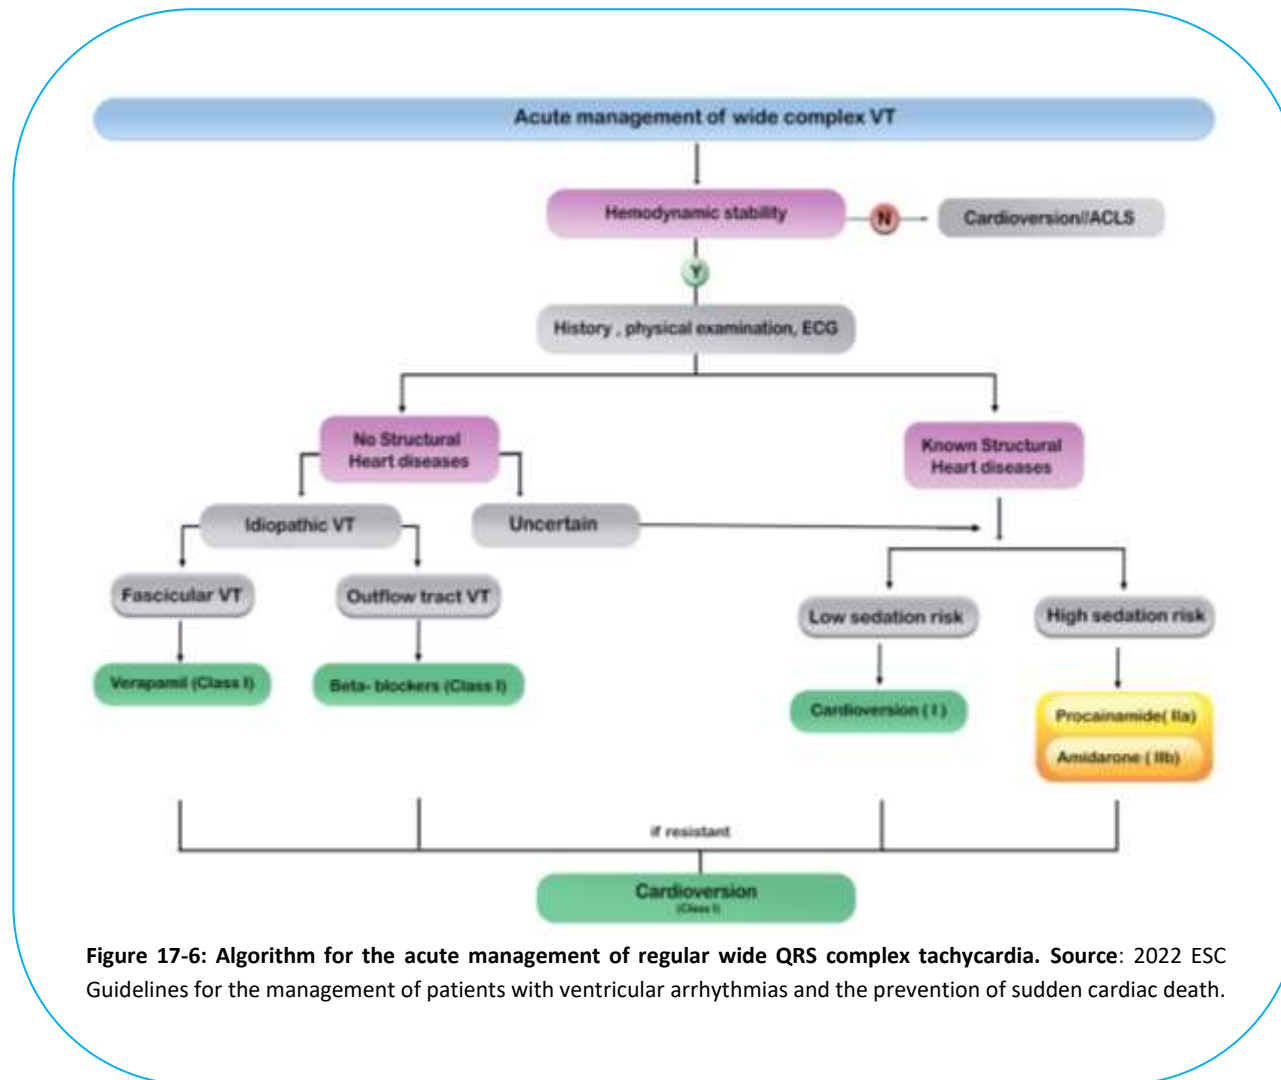 Acute management of wide complex VT
Hemodynamic stability
N
Cardioversion//ACLS
Y
History , physical examination, ECG
No Structural
Heart diseases
Known Structural
Heart diseases
Idiopathic VT
Uncertain
Fascicular VT
Outflow tract VT
Low sedation risk
High sedation risk
Verapamil (Class I)
Beta- blockers (Class I)
Cardioversion ( I )
Procainamide( IIa)
Amidarone ( IIb)
if resistant
Cardioversion
(Class I)
Figure 17-6: Algorithm for the acute management of regular wide QRS complex tachycardia. Source: 2022 ESC
Guidelines for the management of patients with ventricular arrhythmias and the prevention of sudden cardiac death.